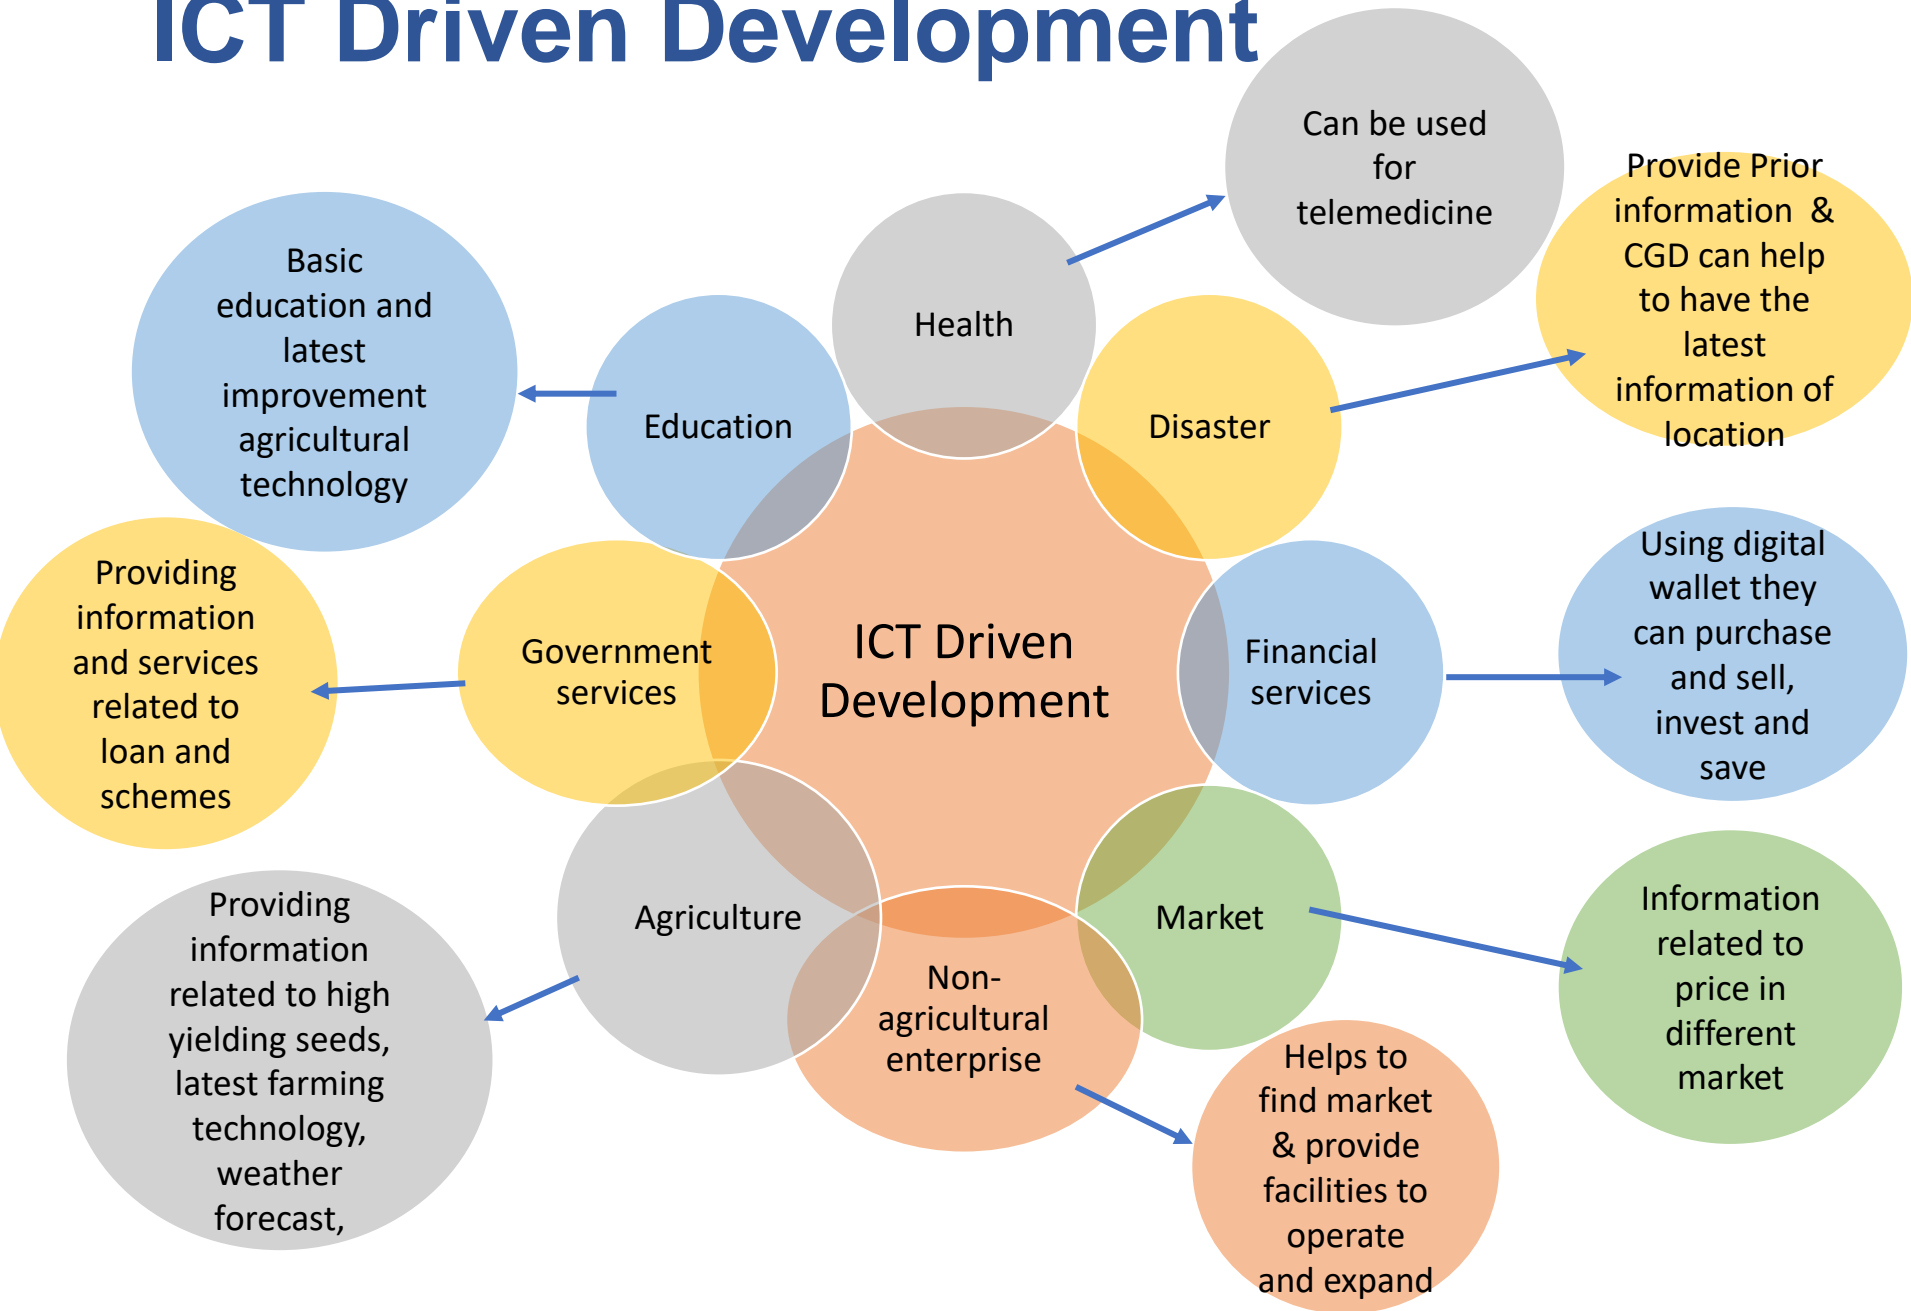 ICT Driven Development
Can be used
for
telemedicine
Provide Prior
information  &
CGD can help
to have the
latest
information of
location
Basic
education and
latest
improvement
agricultural
technology
Health
Education
Disaster
Providing
information
and services
related to
loan and
schemes
Government
services
ICT Driven
Development
Financial
services
Using digital
wallet they
can purchase
and sell,
invest and
save
Providing
information
related to high
yielding seeds,
latest farming
technology,
weather
forecast,
Agriculture
Non-
agricultural
enterprise
Market
Information
related to
price in
different
market
Helps to
find market
& provide
facilities to
operate
and expand